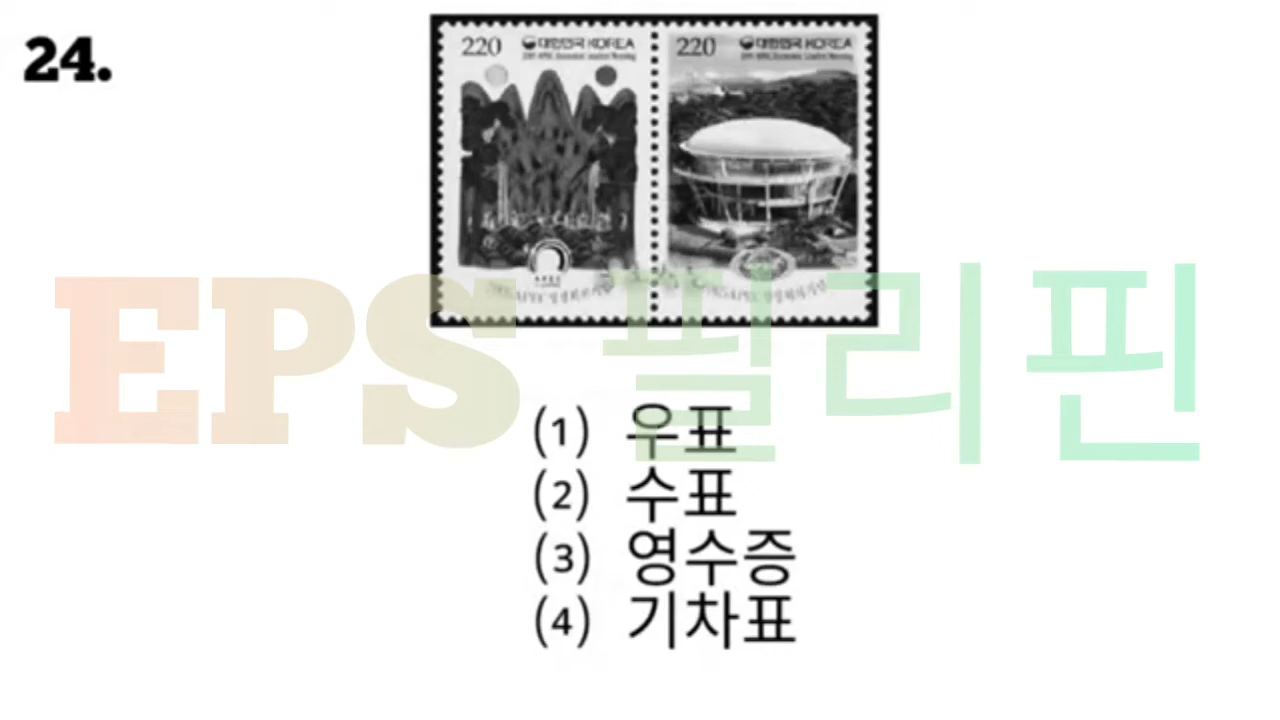 24.
220 대한민국 KOREA
220 대한민국 KOREA
EPS 필리핀
(1) 우표
(2) 수표
(3) 영수증
(4) 기차표